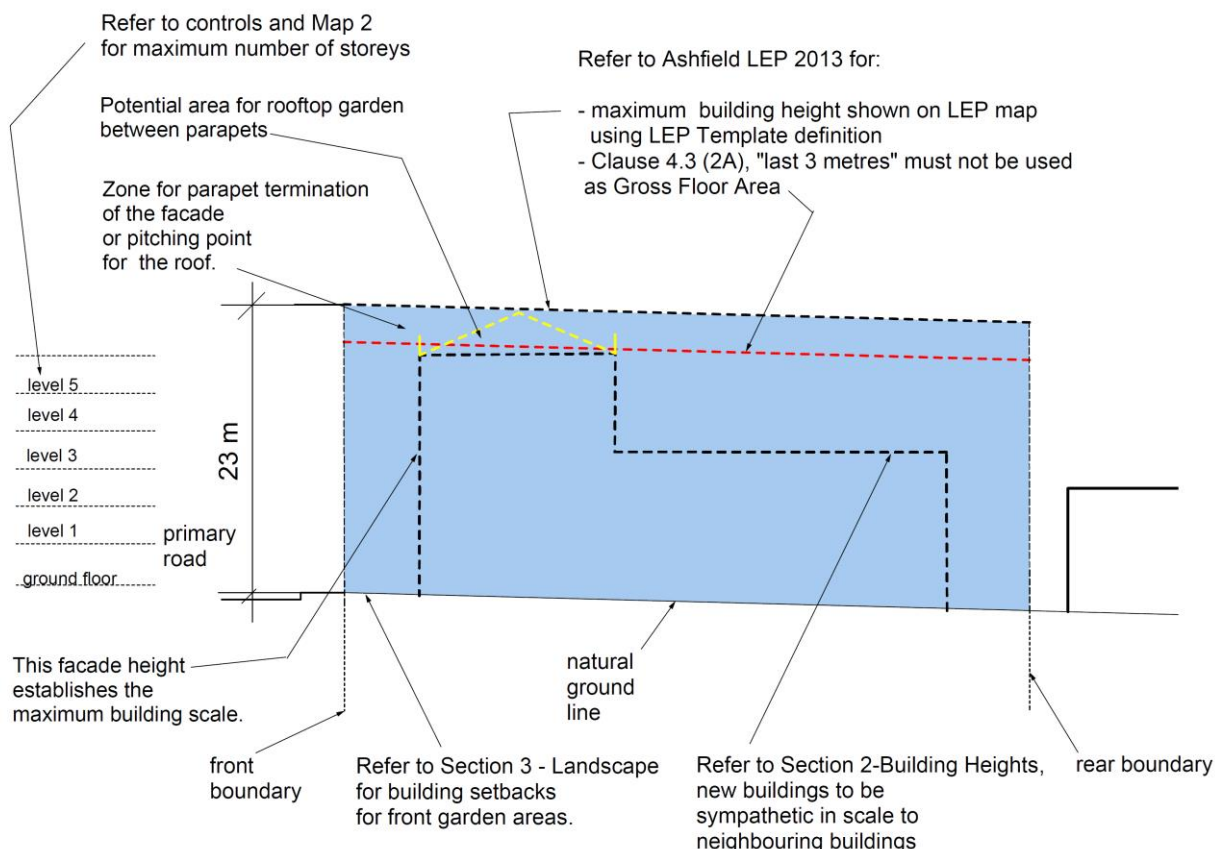 Refer to controls and Map 2
for maximum number of storeys
Refer to Ashfield LEP 2013 for:
- maximum building height shown on LEP map
using LEP Template definition
- Clause 4.3 (2A), "last 3 metres" must not be used
as Gross Floor Area
Potential area for rooftop garden
between parapets
Zone for parapet termination
of the facade
or pitching point
for the roof.
level 5
level 4
level 3
level 2
level 1
ground floor
23 m
primary
road
This facade height
establishes the
maximum building scale.
natural
ground
line
front
boundary
Refer to Section 3 - Landscape
for building setbacks
for front garden areas.
Refer to Section 2-Building Heights,
new buildings to be
sympathetic in scale to
neighbouring buildings
rear boundary